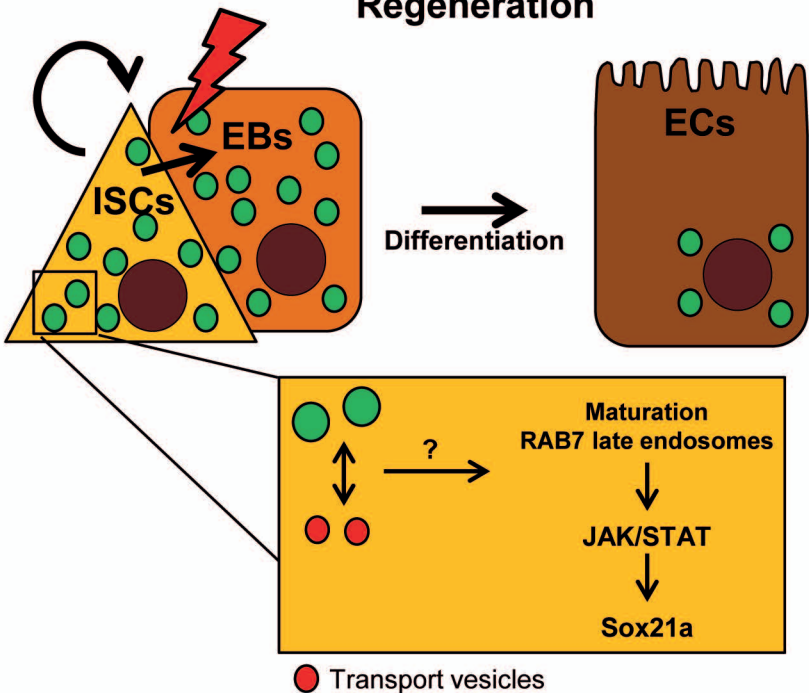 Regeneration
EBs
ISCs
ECs
Differentiation
?
Maturation
RAB7 late endosomes
JAK/STAT
Sox21a
Transport vesicles